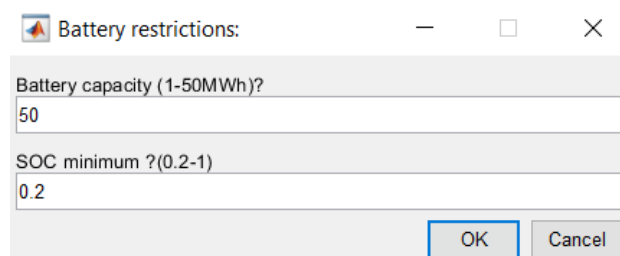 Battery restrictions:
Battery capacity (1-50MWh)?
50
SOC minimum ?(0.2-1)
0.2
OK Cancel